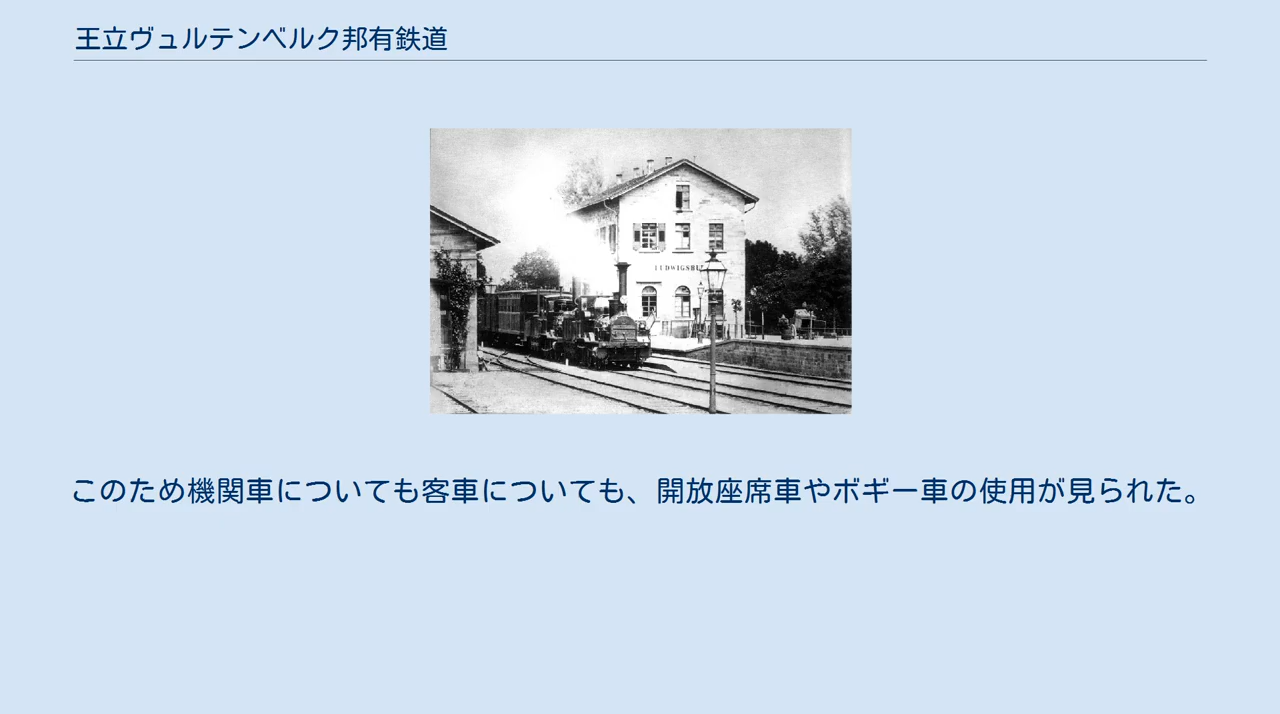 王立ヴュルテンベルク邦有鉄道
LUDWIGSBU
このため機関車についても客車についても、開放座席車やボギー車の使用が見られた。